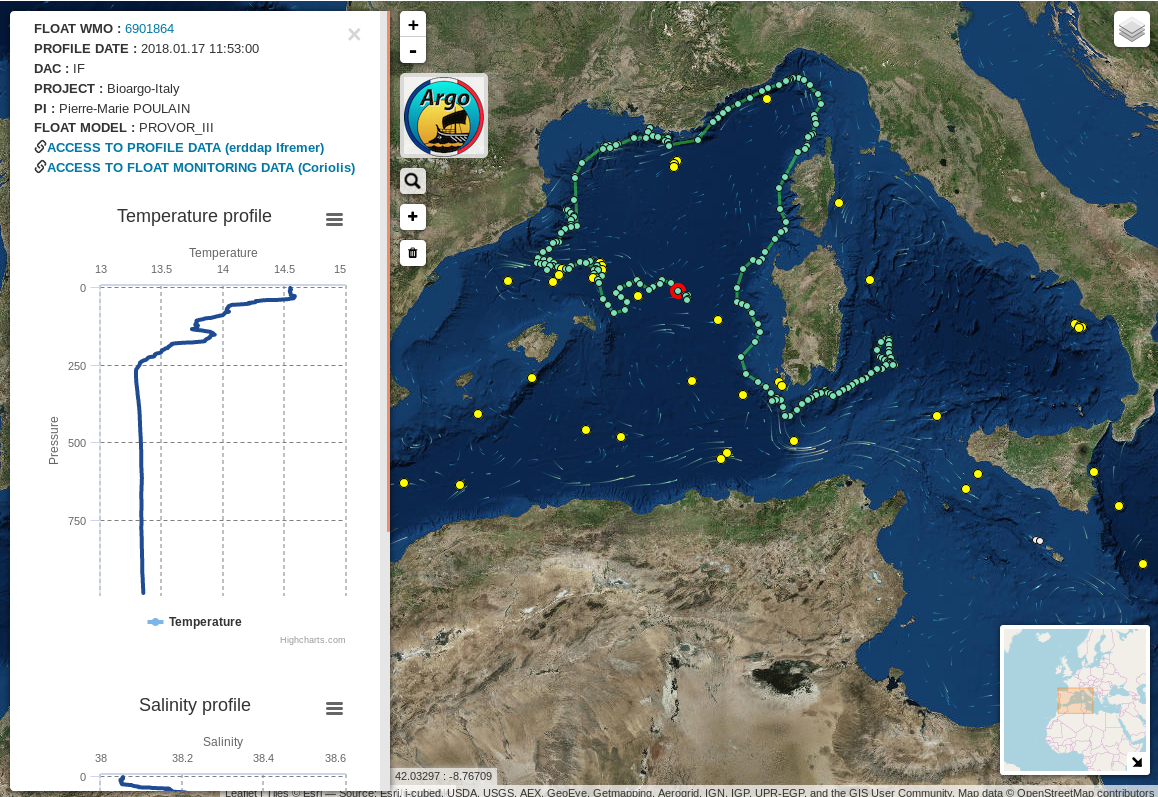 FLOAT WMO : 6901864
PROFILE DATE : 2018.01.17 11:53:00
DAC : IF
PROJECT : Bioargo-Italy
PI : Pierre-Marie POULAIN
FLOAT MODEL : PROVOR_III
ACCESS TO PROFILE DATA (erddap Ifremer)
ACCESS TO FLOAT MONITORING DATA (Coriolis)
Temperature profile
Temperature
13 13.5 14 14.5 15
0
250
500
750
Pressure
Temperature
Highcharts.com
Salinity profile
Salinity
38 38.2 38.4 38.6
0
+
-
Argo
+
42.03297 : -8.76709
Leaflet | Tiles © Esri — Source: Esri, i-cubed, USDA, USGS, AEX, GeoEye, Getmapping, Aerogrid, IGN, IGP, UPR-EGP, and the GIS User Community, Map data © OpenStreetMap contributors